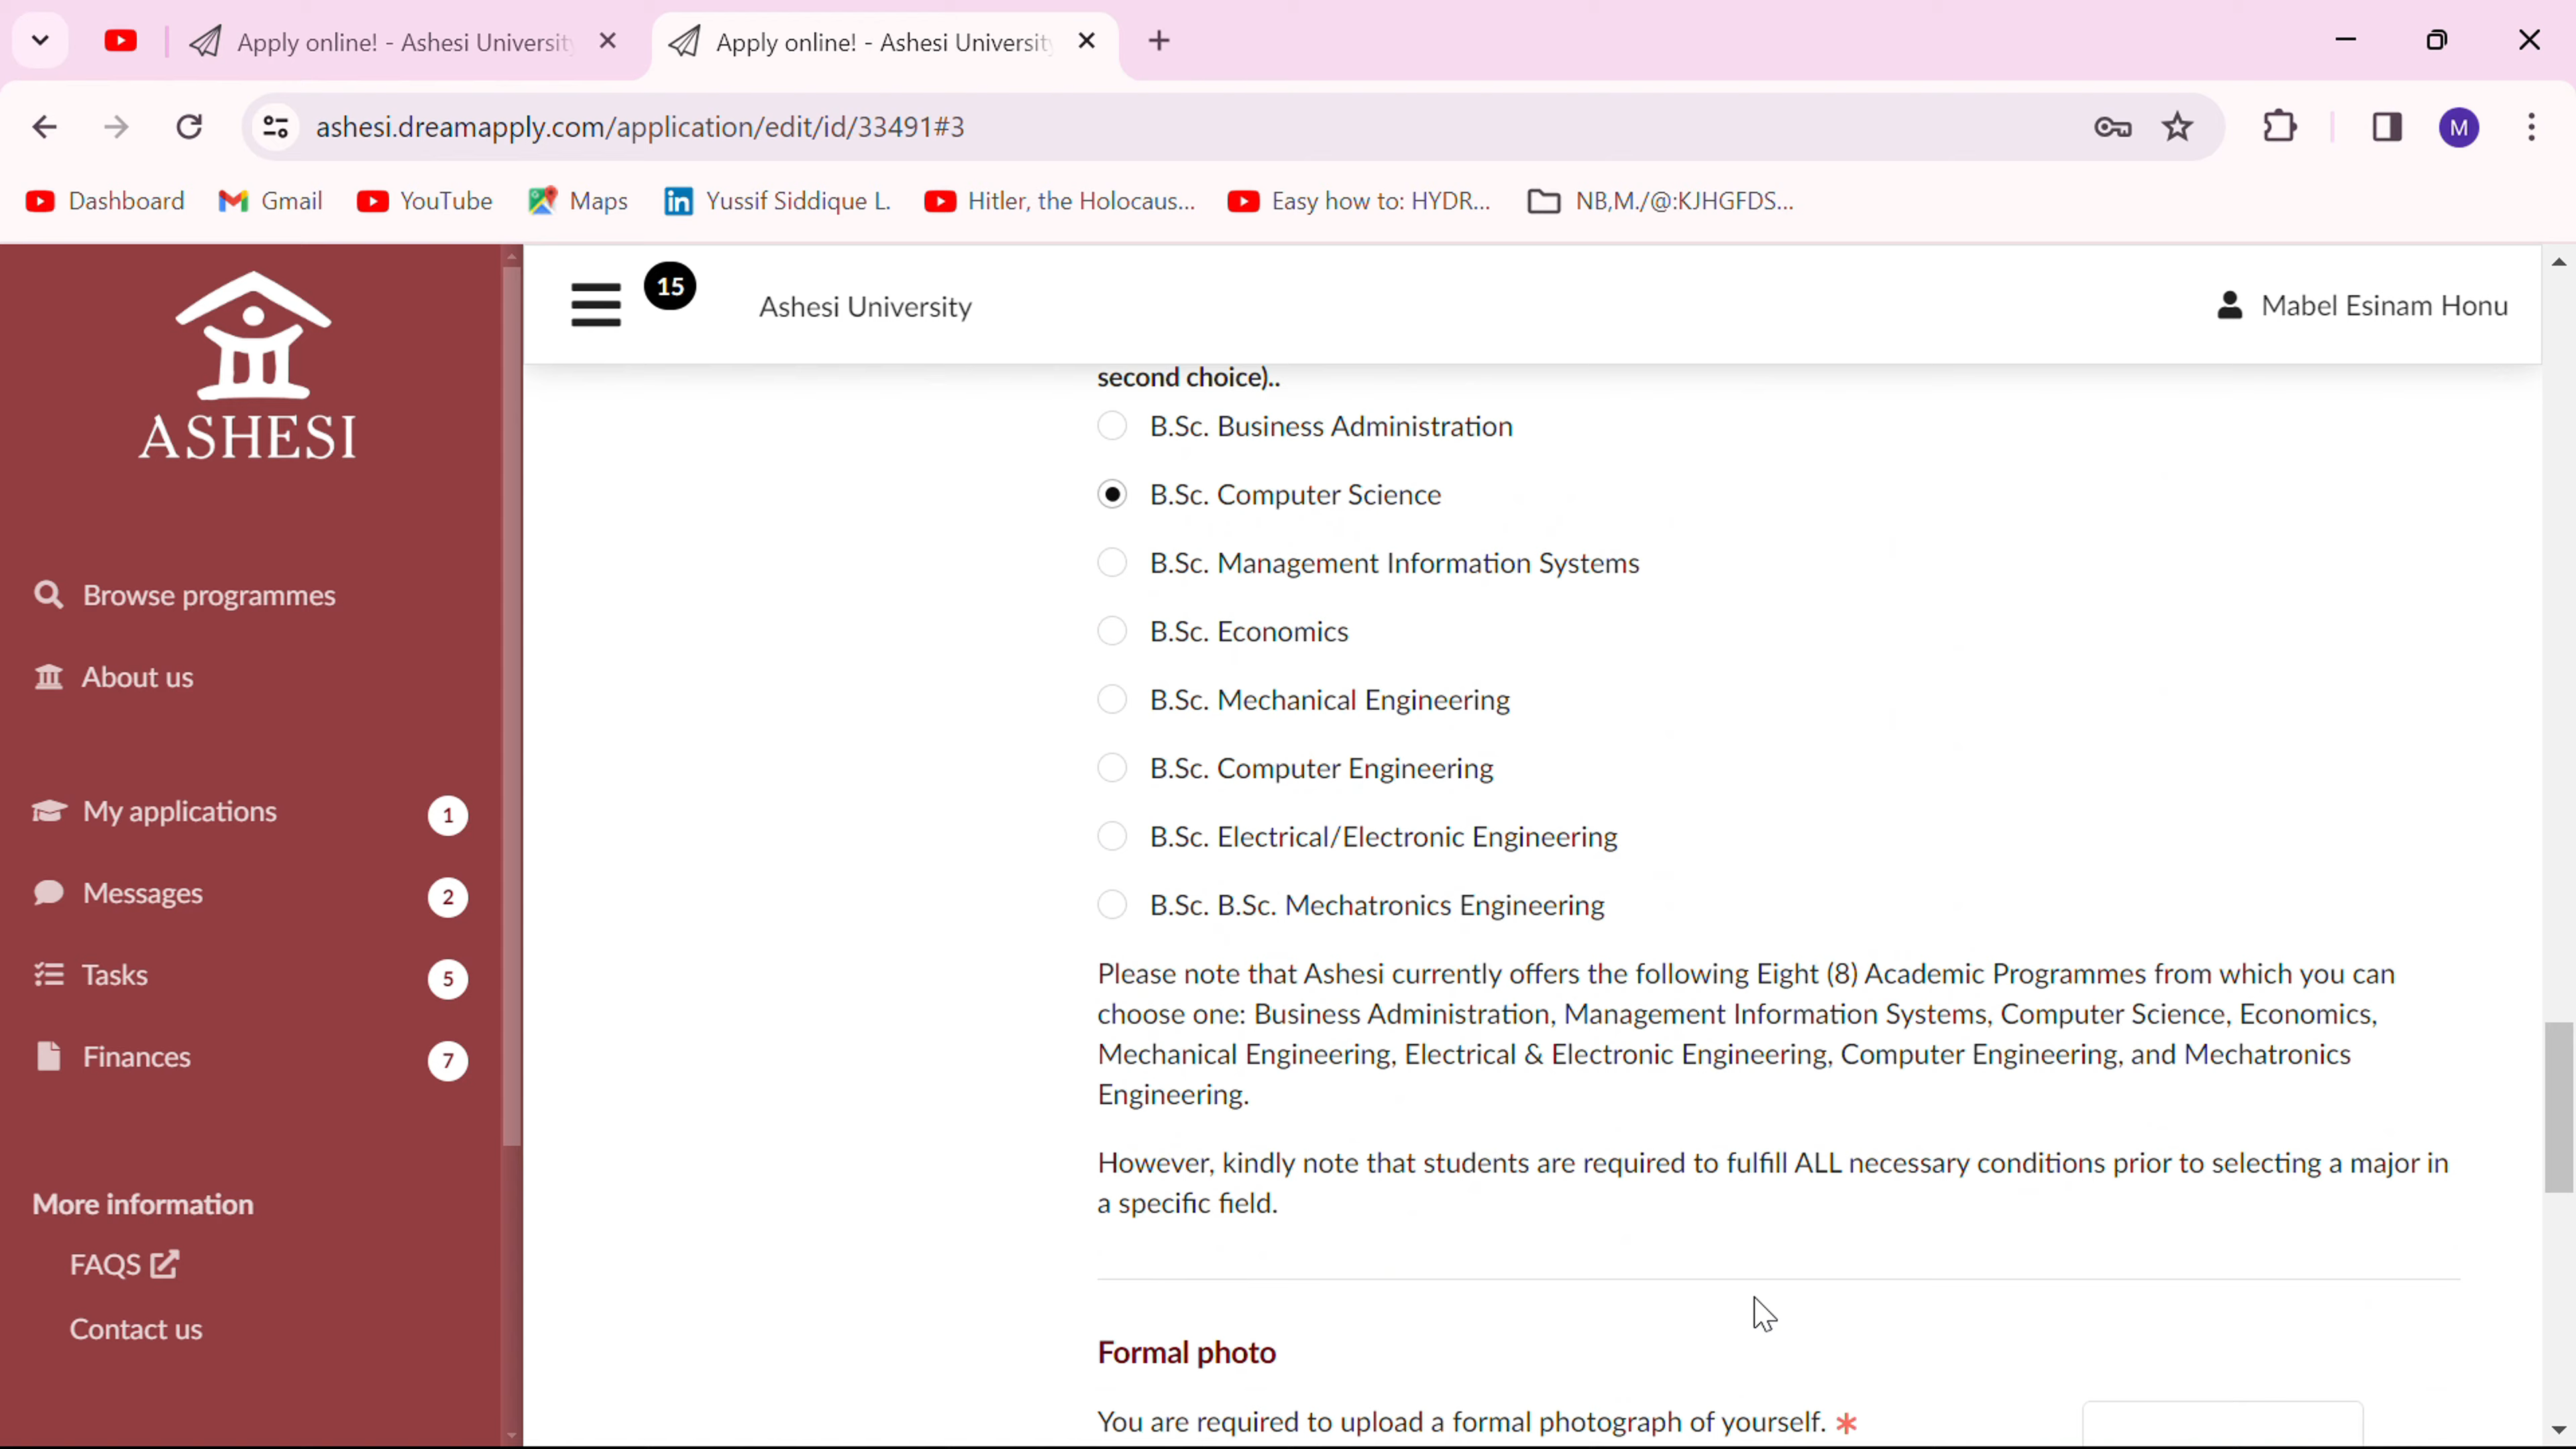 Apply online! - Ashesi Universit
Apply online! - Ashesi Universit
ashesi.dreamapply.com/application/edit/id/33491#3
M
Dashboard
Gmail
YouTube
Maps
Yussif Siddique L.
Hitler, the Holocaus...
Easy how to: HYDR...
NB,M./@:KJHGFDS...
ASHESI
Browse programmes
About us
My applications 1
Messages 2
Tasks 5
Finances 7
More information
FAQS
Contact us
15
Ashesi University
Mabel Esinam Honu
second choice)..
B.Sc. Business Administration
B.Sc. Computer Science
B.Sc. Management Information Systems
B.Sc. Economics
B.Sc. Mechanical Engineering
B.Sc. Computer Engineering
B.Sc. Electrical/Electronic Engineering
B.Sc. B.Sc. Mechatronics Engineering
Please note that Ashesi currently offers the following Eight (8) Academic Programmes from which you can
choose one: Business Administration, Management Information Systems, Computer Science, Economics,
Mechanical Engineering, Electrical & Electronic Engineering, Computer Engineering, and Mechatronics
Engineering.
However, kindly note that students are required to fulfill ALL necessary conditions prior to selecting a major in
a specific field.
Formal photo
You are required to upload a formal photograph of yourself. *